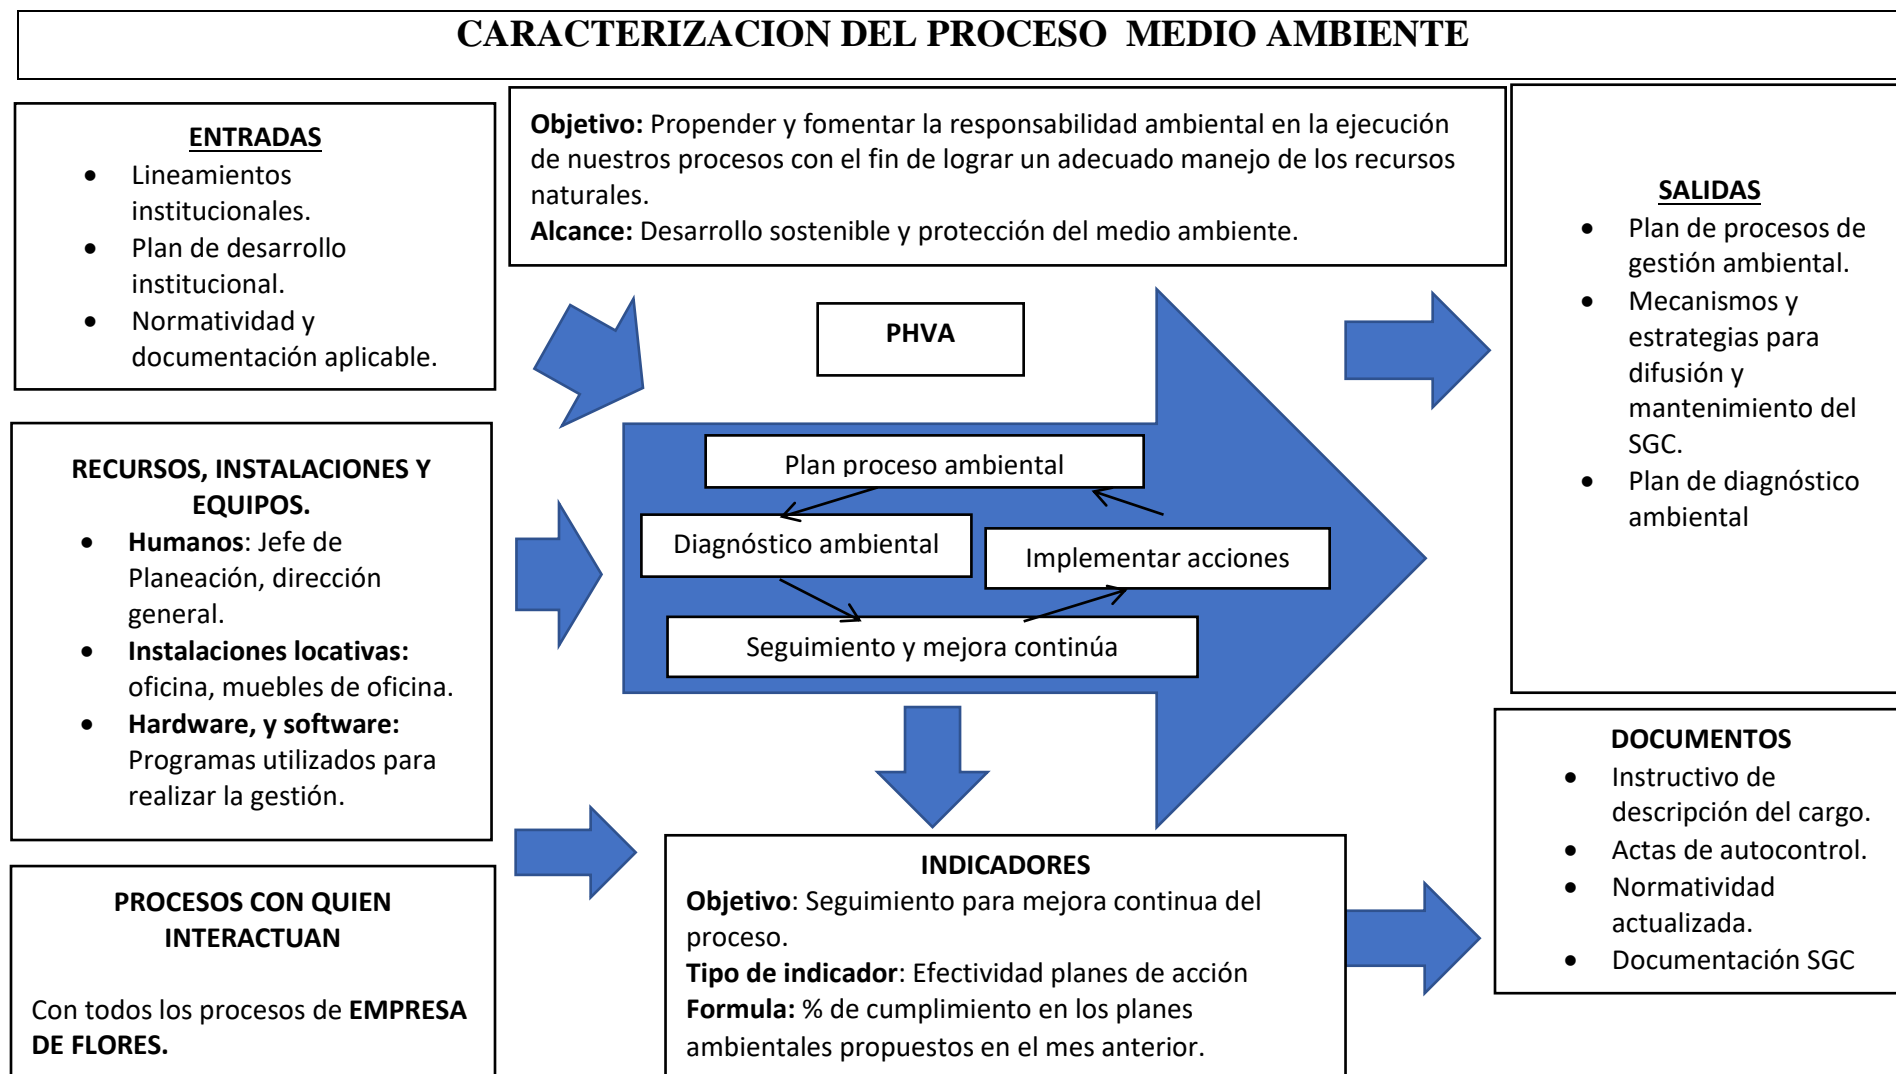 CARACTERIZACION DEL PROCESO  MEDIO AMBIENTE
ENTRADAS
• Lineamientos
institucionales.
• Plan de desarrollo
institucional.
• Normatividad y
documentación aplicable.
Objetivo: Propender y fomentar la responsabilidad ambiental en la ejecución
de nuestros procesos con el fin de lograr un adecuado manejo de los recursos
naturales.
Alcance: Desarrollo sostenible y protección del medio ambiente.
SALIDAS
• Plan de procesos de
gestión ambiental.
• Mecanismos y
estrategias para
difusión y
mantenimiento del
SGC.
• Plan de diagnóstico
ambiental
PHVA
Plan proceso ambiental
Diagnóstico ambiental
Implementar acciones
Seguimiento y mejora continúa
RECURSOS, INSTALACIONES Y
EQUIPOS.
• Humanos: Jefe de
Planeación, dirección
general.
• Instalaciones locativas:
oficina, muebles de oficina.
• Hardware, y software:
Programas utilizados para
realizar la gestión.
PROCESOS CON QUIEN
INTERACTUAN
Con todos los procesos de EMPRESA
DE FLORES.
INDICADORES
Objetivo: Seguimiento para mejora continua del
proceso.
Tipo de indicador: Efectividad planes de acción
Formula: % de cumplimiento en los planes
ambientales propuestos en el mes anterior.
DOCUMENTOS
• Instructivo de
descripción del cargo.
• Actas de autocontrol.
• Normatividad
actualizada.
• Documentación SGC